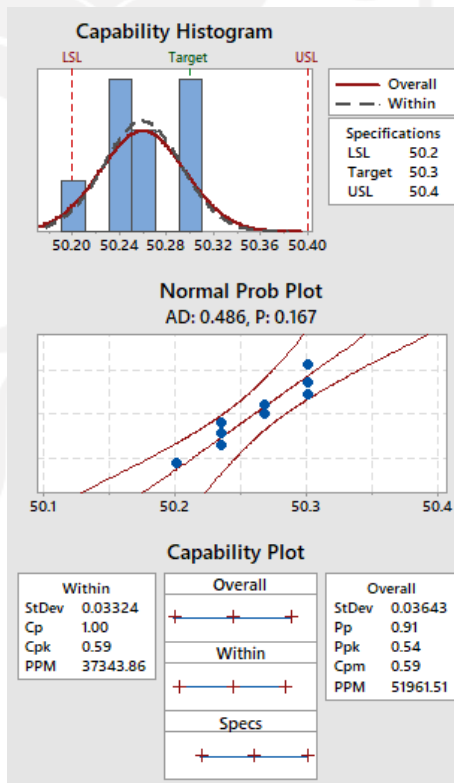 Capability Histogram
LSL Target USL
Overall
Within
Specifications
LSL 50.2
Target 50.3
USL 50.4
50.20 50.24 50.28 50.32 50.36 50.40
Normal Prob Plot
AD: 0.486, P: 0.167
50.1 50.2 50.3 50.4
Capability Plot
Within
StDev 0.03324
Cp 1.00
Cpk 0.59
PPM 37343.86
Overall
Within
Specs
Overall
StDev 0.03643
Pp 0.91
Ppk 0.54
Cpm 0.59
PPM 51961.51